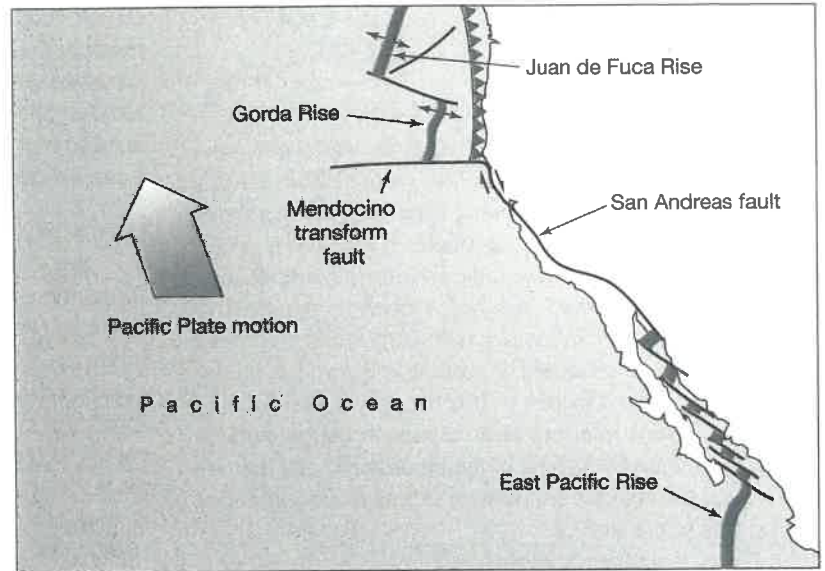 Juan de Fuca Rise
Gorda Rise
San Andreas fault
Mendocino
transform
fault
Pacific Plate motion
Pacific Ocean
East Pacific Rise